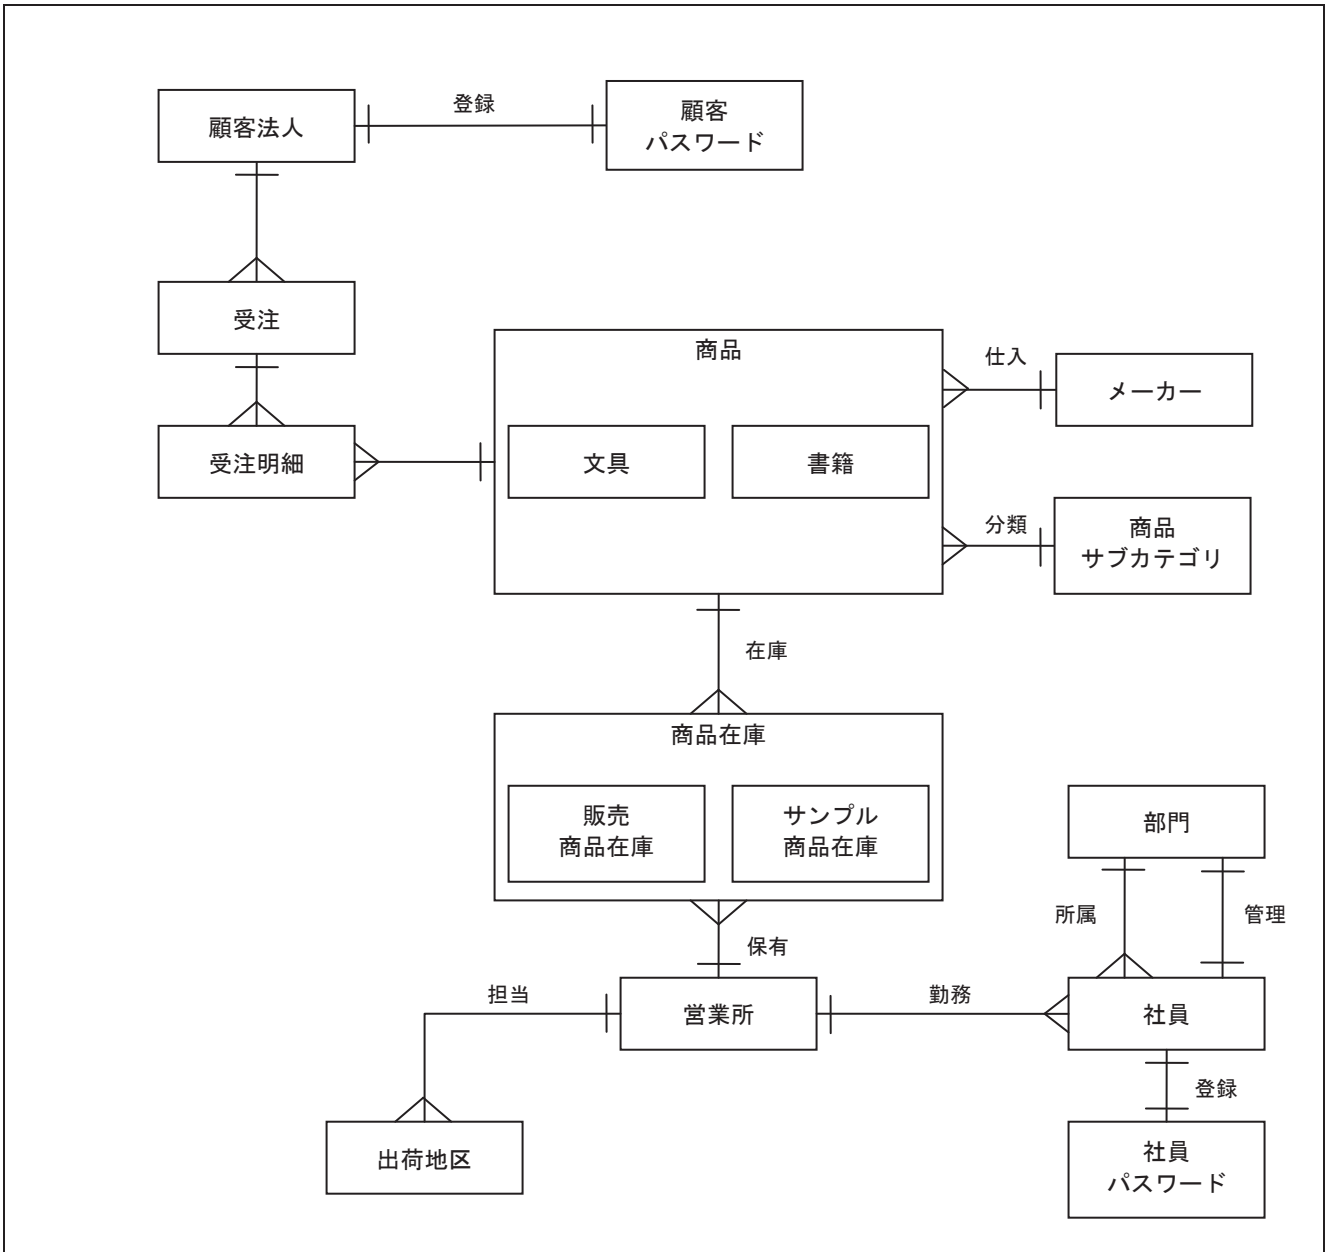 登録
顧客法人
顧客
パスワード
受注
商品
仕入
メーカー
受注明細
文具
書籍
分類
商品
サブカテゴリ
在庫
商品在庫
販売
商品在庫
サンプル
商品在庫
部門
所属
管理
保有
担当
営業所
勤務
社員
登録
出荷地区
社員
パスワード